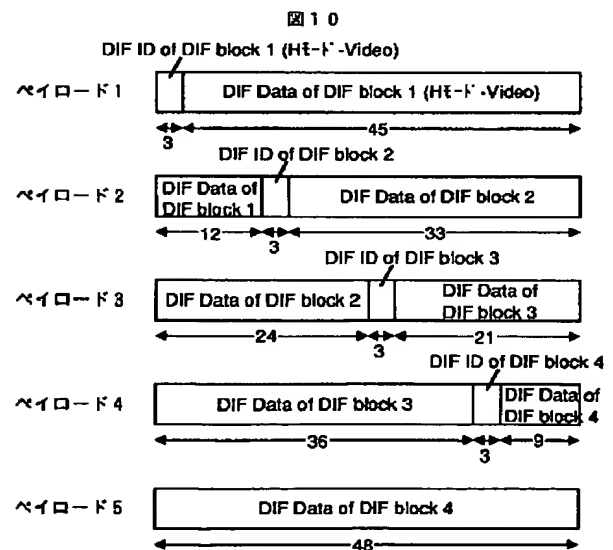 図10
DIF ID of DIF block 1 (Hモード-Video)
ペイロード1
DIF Data of DIF block 1 (Hモード・Video)
3
45
DIF ID of DIF block 2
ペイロード2
DIF Data of
DIF block 1
DIF Data of DIF block 2
12
3
33
DIF ID of DIF block 3
ペイロード3
DIF Data of DIF block 2
DIF Data of
DIF block 3
24
3
21
DIF ID of DIF block 4
ペイロード4
DIF Data of DIF block 3
DIF Data of
DIF block 4
36
3
9
ペイロード5
DIF Data of DIF block 4
48